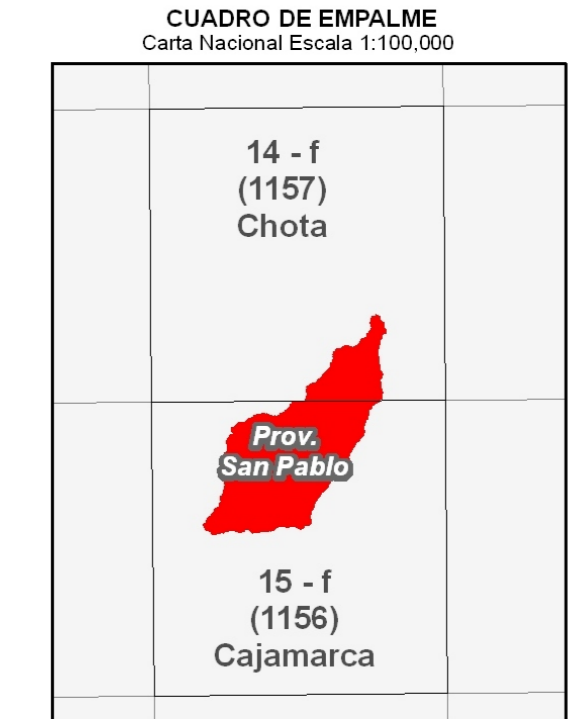 CUADRO DE EMPALME
Carta Nacional Escala 1:100,000
14 - f
(1157)
Chota
Prov.
San Pablo
15 - f
(1156)
Cajamarca